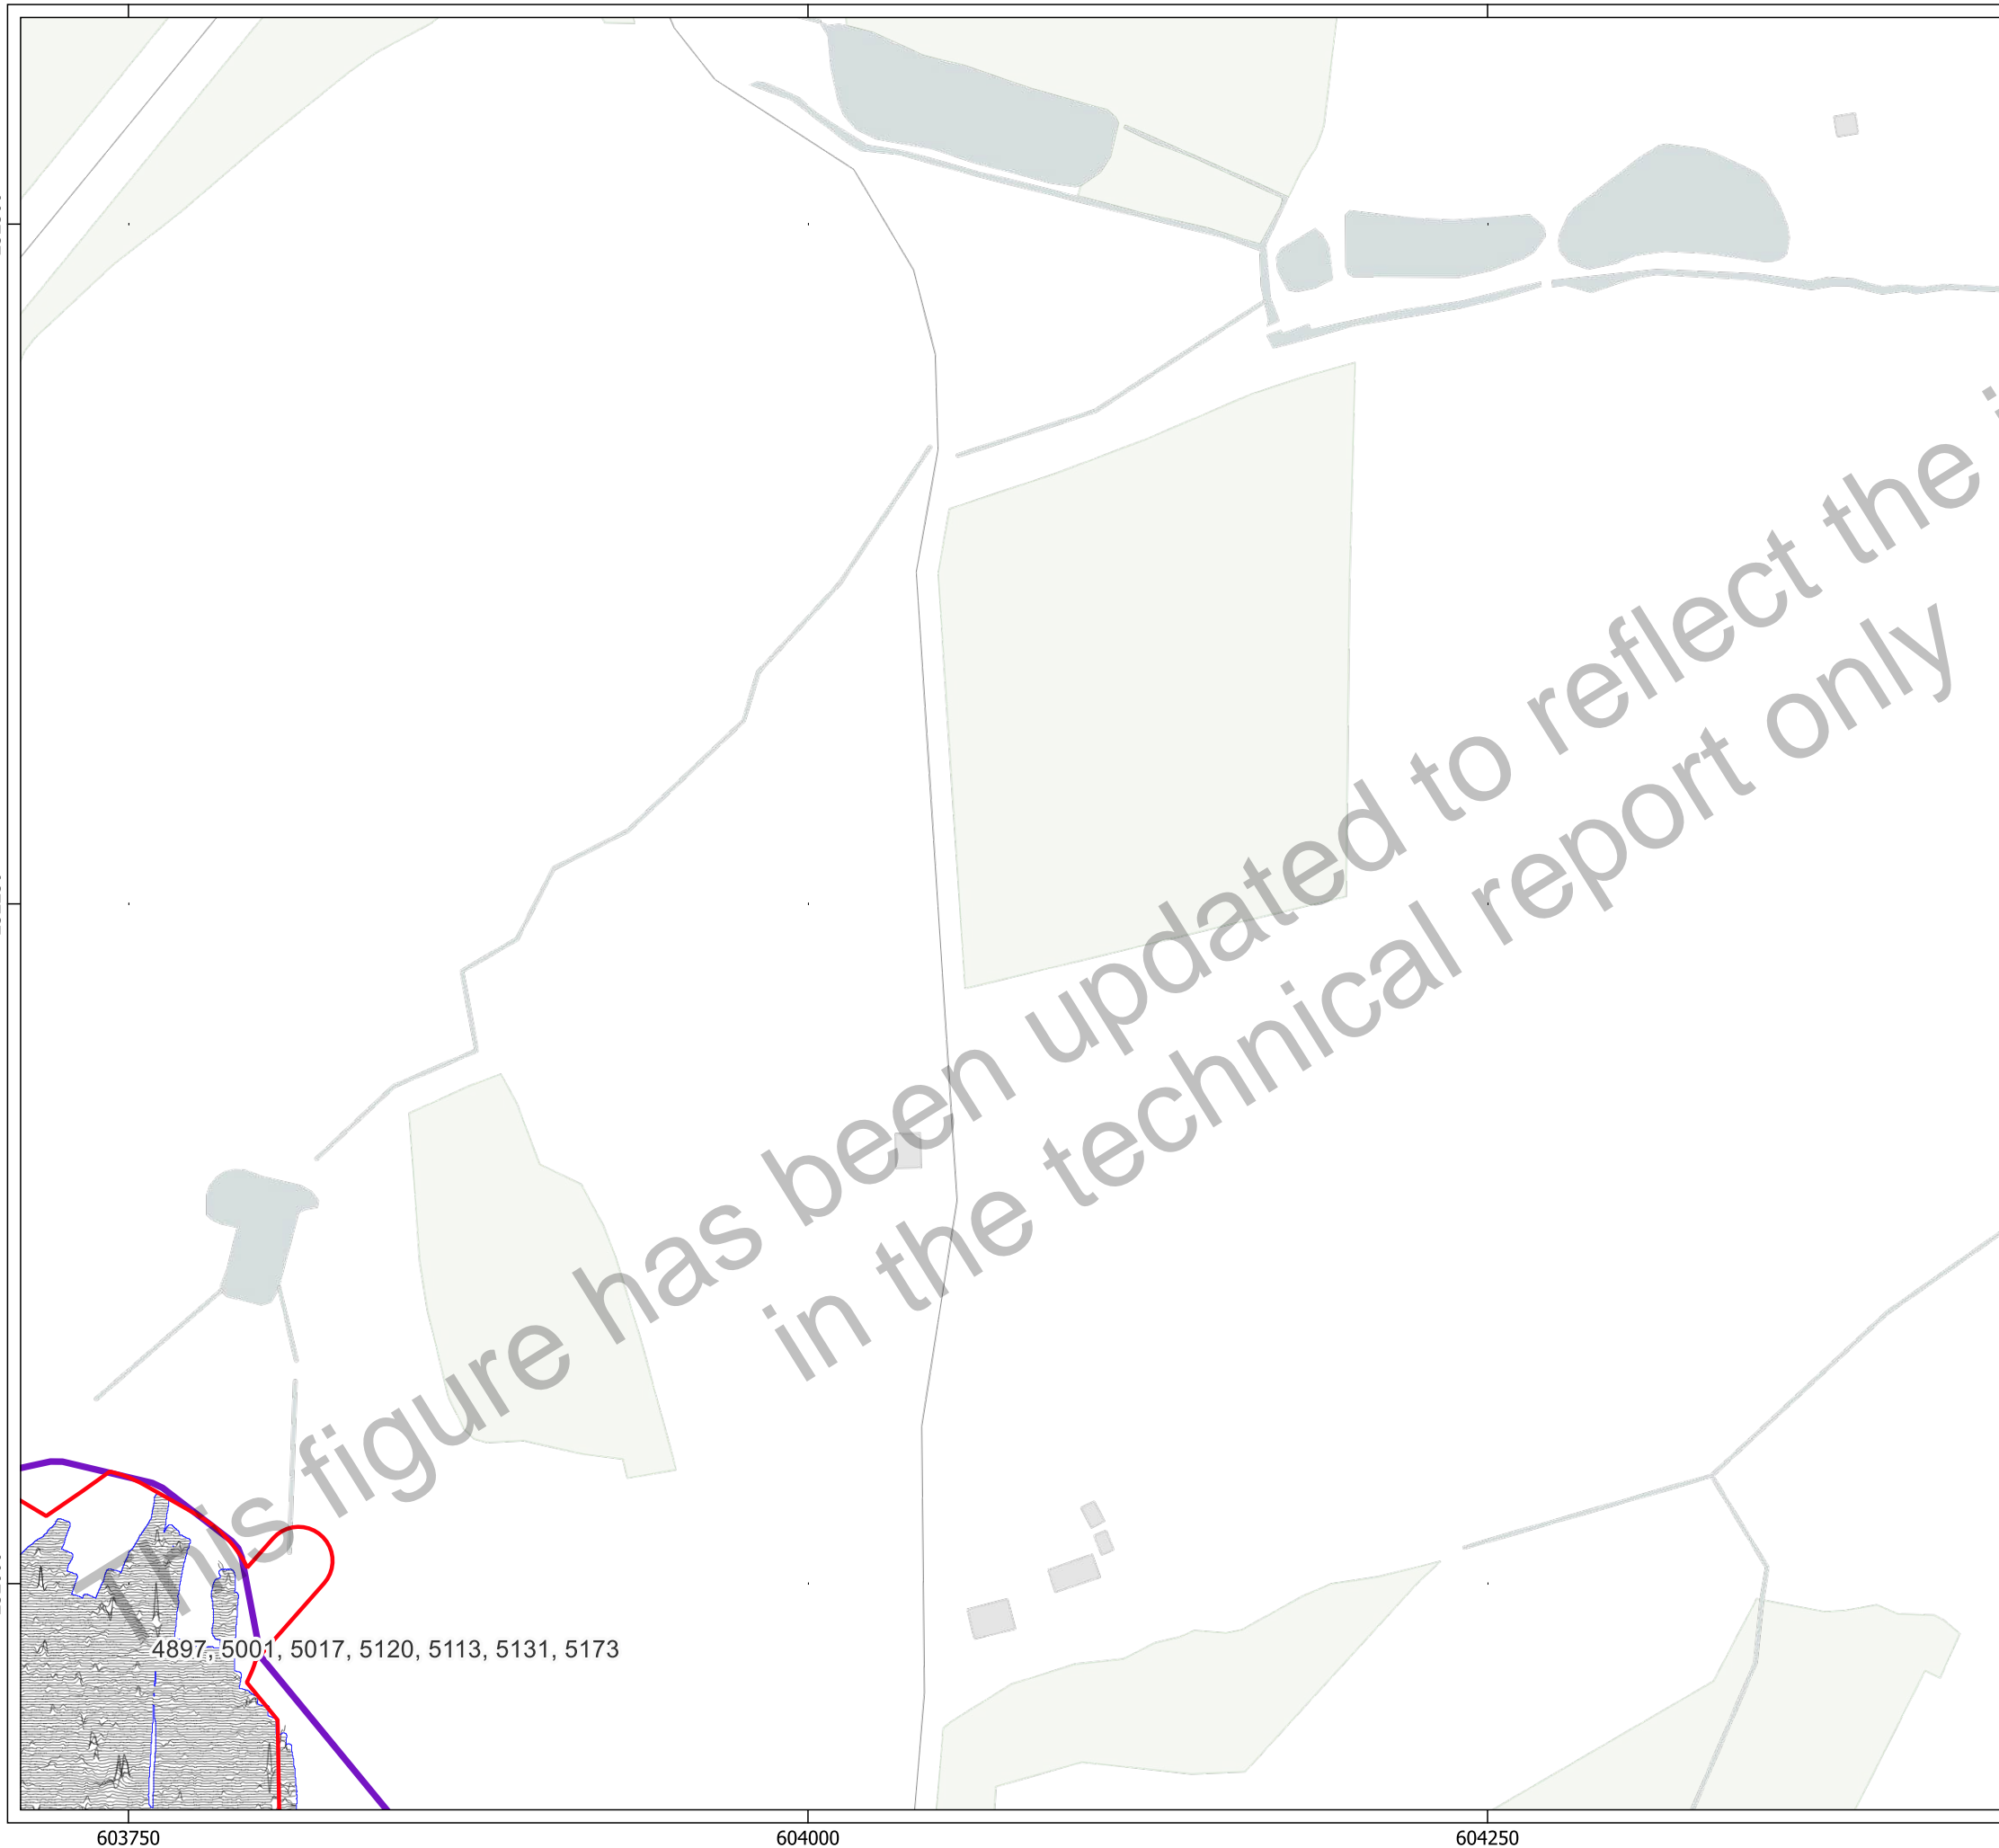 This figure has been updated to reflect the
in the technical report only
4897, 5001, 5017, 5120, 5113, 5131, 5173
603750 604000 604250